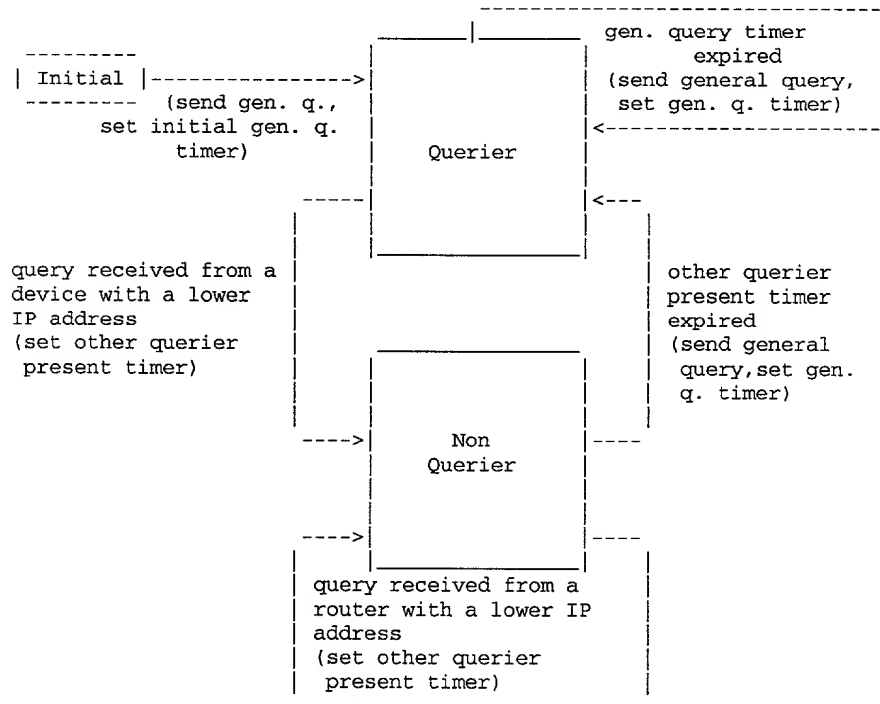 gen. query timer
expired
(send general query,
set gen. q. timer)
Initial
(send gen. q.,
set initial gen. q.
timer)
Querier
query received from a
device with a lower
IP address
(set other querier
present timer)
other querier
present timer
expired
(send general
query,set gen.
q. timer)
Non
Querier
query received from a
router with a lower IP
address
(set other querier
present timer)